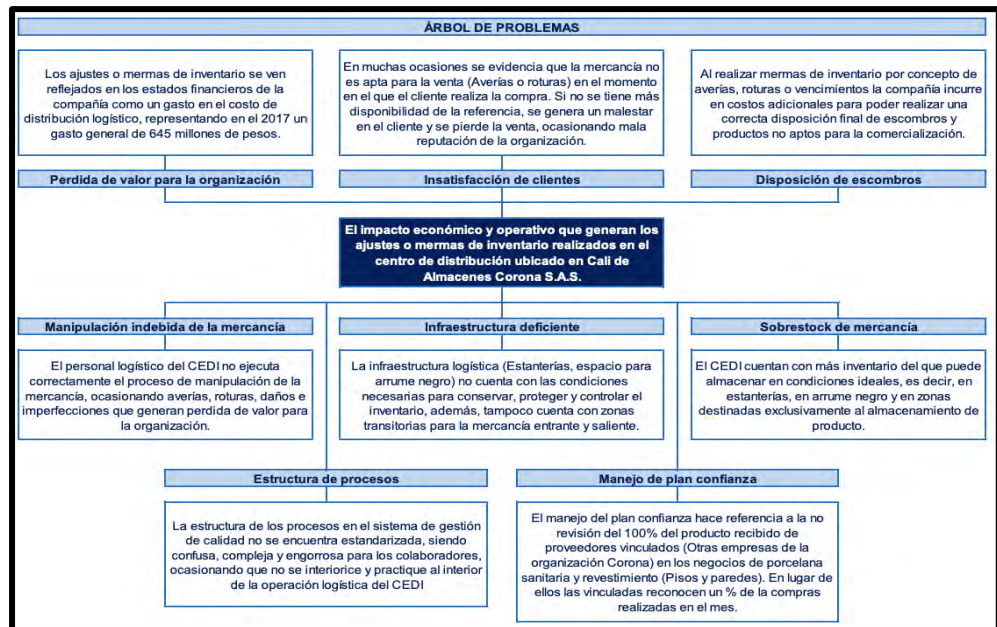 ÁRBOL DE PROBLEMAS
Los ajustes o mermas de inventario se ven
reflejados en los estados financieros de la
compañía como un gasto en el costo de
distribución logístico, representando en el 2017 un
gasto general de 645 millones de pesos.
Perdida de valor para la organización
En muchas ocasiones se evidencia que la mercancía no
es apta para la venta (Averías o roturas) en el momento
en el que el cliente realiza la compra. Si no se tiene más
disponibilidad de la referencia, se genera un malestar
en el cliente y se pierde la venta, ocasionando mala
reputación de la organización.
Insatisfacción de clientes
Al realizar mermas de inventario por concepto de
averías, roturas o vencimientos la compañía incurre
en costos adicionales para poder realizar una
correcta disposición final de escombros y
productos no aptos para la comercialización.
Disposición de escombros
El impacto económico y operativo que generan los
ajustes o mermas de inventario realizados en el
centro de distribución ubicado en Cali de
Almacenes Corona S.A.S.
Manipulación indebida de la mercancía
El personal logístico del CEDI no ejecuta
correctamente el proceso de manipulación de la
mercancía, ocasionando averías, roturas, daños e
imperfecciones que generan perdida de valor para
la organización.
Infraestructura deficiente
La infraestructura logística (Estanterías, espacio para
arrume negro) no cuenta con las condiciones
necesarias para conservar, proteger y controlar el
inventario, además, tampoco cuenta con zonas
transitorias para la mercancía entrante y saliente.
Sobrestock de mercancía
El CEDI cuentan con más inventario del que puede
almacenar en condiciones ideales, es decir, en
estanterías, en arrume negro y en zonas
destinadas exclusivamente al almacenamiento de
producto.
Estructura de procesos
La estructura de los procesos en el sistema de gestión
de calidad no se encuentra estandarizada, siendo
confusa, compleja y engorrosa para los colaboradores,
ocasionando que no se interiorice y practique al interior
de la operación logística del CEDI
Manejo de plan confianza
El manejo del plan confianza hace referencia a la no
revisión del 100% del producto recibido de
proveedores vinculados (Otras empresas de la
organización Corona) en los negocios de porcelana
sanitaria y revestimiento (Pisos y paredes). En lugar de
ellos las vinculadas reconocen un % de la compras
realizadas en el mes.